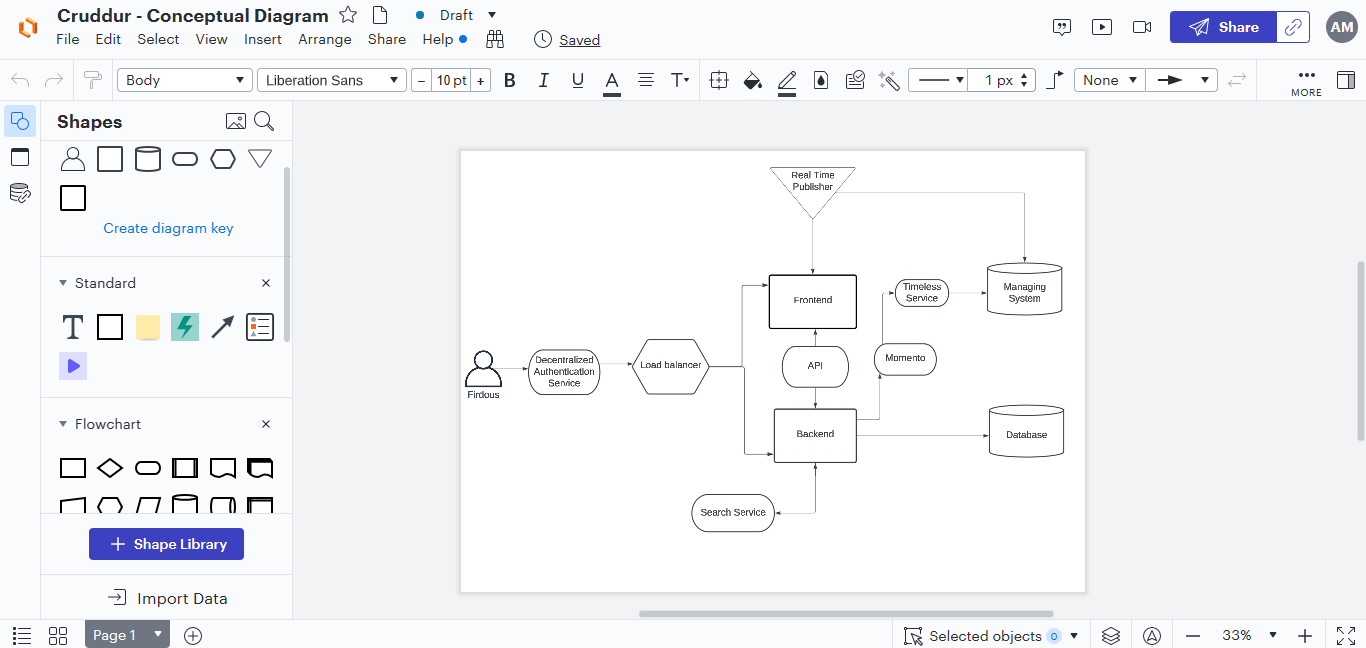 Cruddur - Conceptual Diagram
Draft
File Edit Select View Insert Arrange Share Help
Saved
Share
AM
Body
Liberation Sans
− 10 pt +
B I U A T
1 px
None
MORE
Shapes
Create diagram key
Standard
T
Flowchart
Shape Library
Import Data
Real Time
Publisher
Frontend
Timeless
Service
Managing
System
Decentralized
Authentication
Service
Load balancer
API
Momento
Firdous
Backend
Database
Search Service
Page 1
Selected objects 0
33%